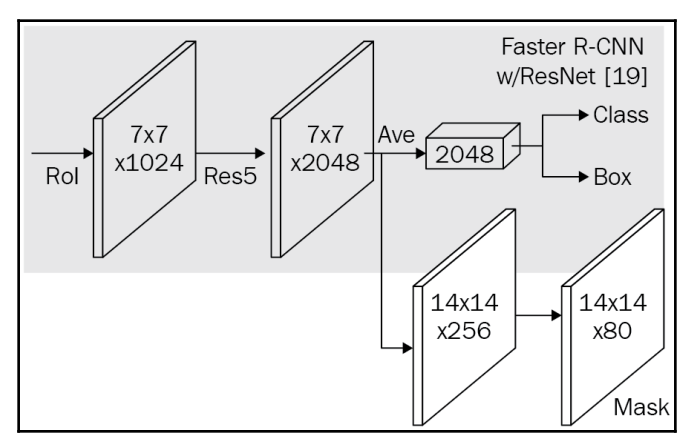 Faster R-CNN
w/ResNet [19]
RoI
7x7
x1024
Res5
7x7
x2048
Ave
2048
Class
Box
14x14
x256
14x14
x80
Mask